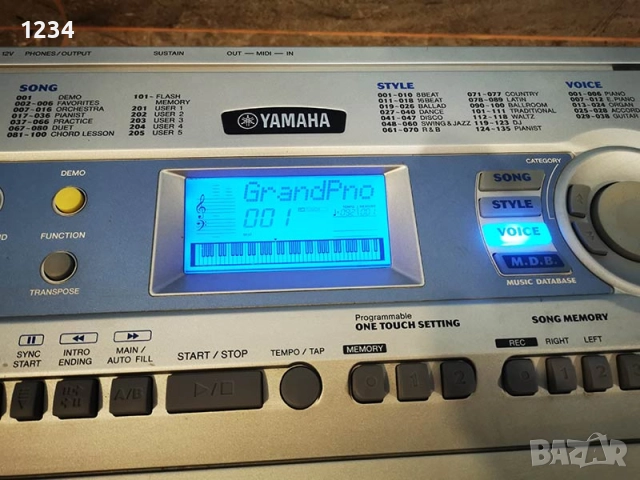 1234
12V PHONES/OUTPUT SUSTAIN OUT — MIDI — IN
SONG
001 DEMO
002-006 FAVORITES
007-016 ORCHESTRA
017-036 PIANIST
037-066 PRACTICE
067-080 DUET
081-100 CHORD LESSON
101- FLASH MEMORY
201 USER 1
202 USER 2
203 USER 3
204 USER 4
205 USER 5
YAMAHA
STYLE
001-010 8BEAT
011-018 16BEAT
019-026 BALLAD
027-040 DANCE
041-047 DISCO
048-060 SWING & JAZZ
061-070 R & B
071-077 COUNTRY
078-089 LATIN
090-100 BALLROOM
101-111 TRADITIONAL
112-118 WALTZ
119-123 DJ
124-135 PIANIST
VOICE
001-006 PIANO
007-012 E.PIANO
013-024 ORGAN
025-028 ACCORD
029-038 GUITAR
DEMO
FUNCTION
TRANSPOSE
GrandPno
001
CATEGORY
SONG
STYLE
VOICE
M.D.B.
MUSIC DATABASE
SYNC START
INTRO ENDING
MAIN / AUTO FILL
START / STOP
TEMPO / TAP
Programmable
ONE TOUCH SETTING
MEMORY
SONG MEMORY
REC RIGHT LEFT
A/B
1 2
BAZAR